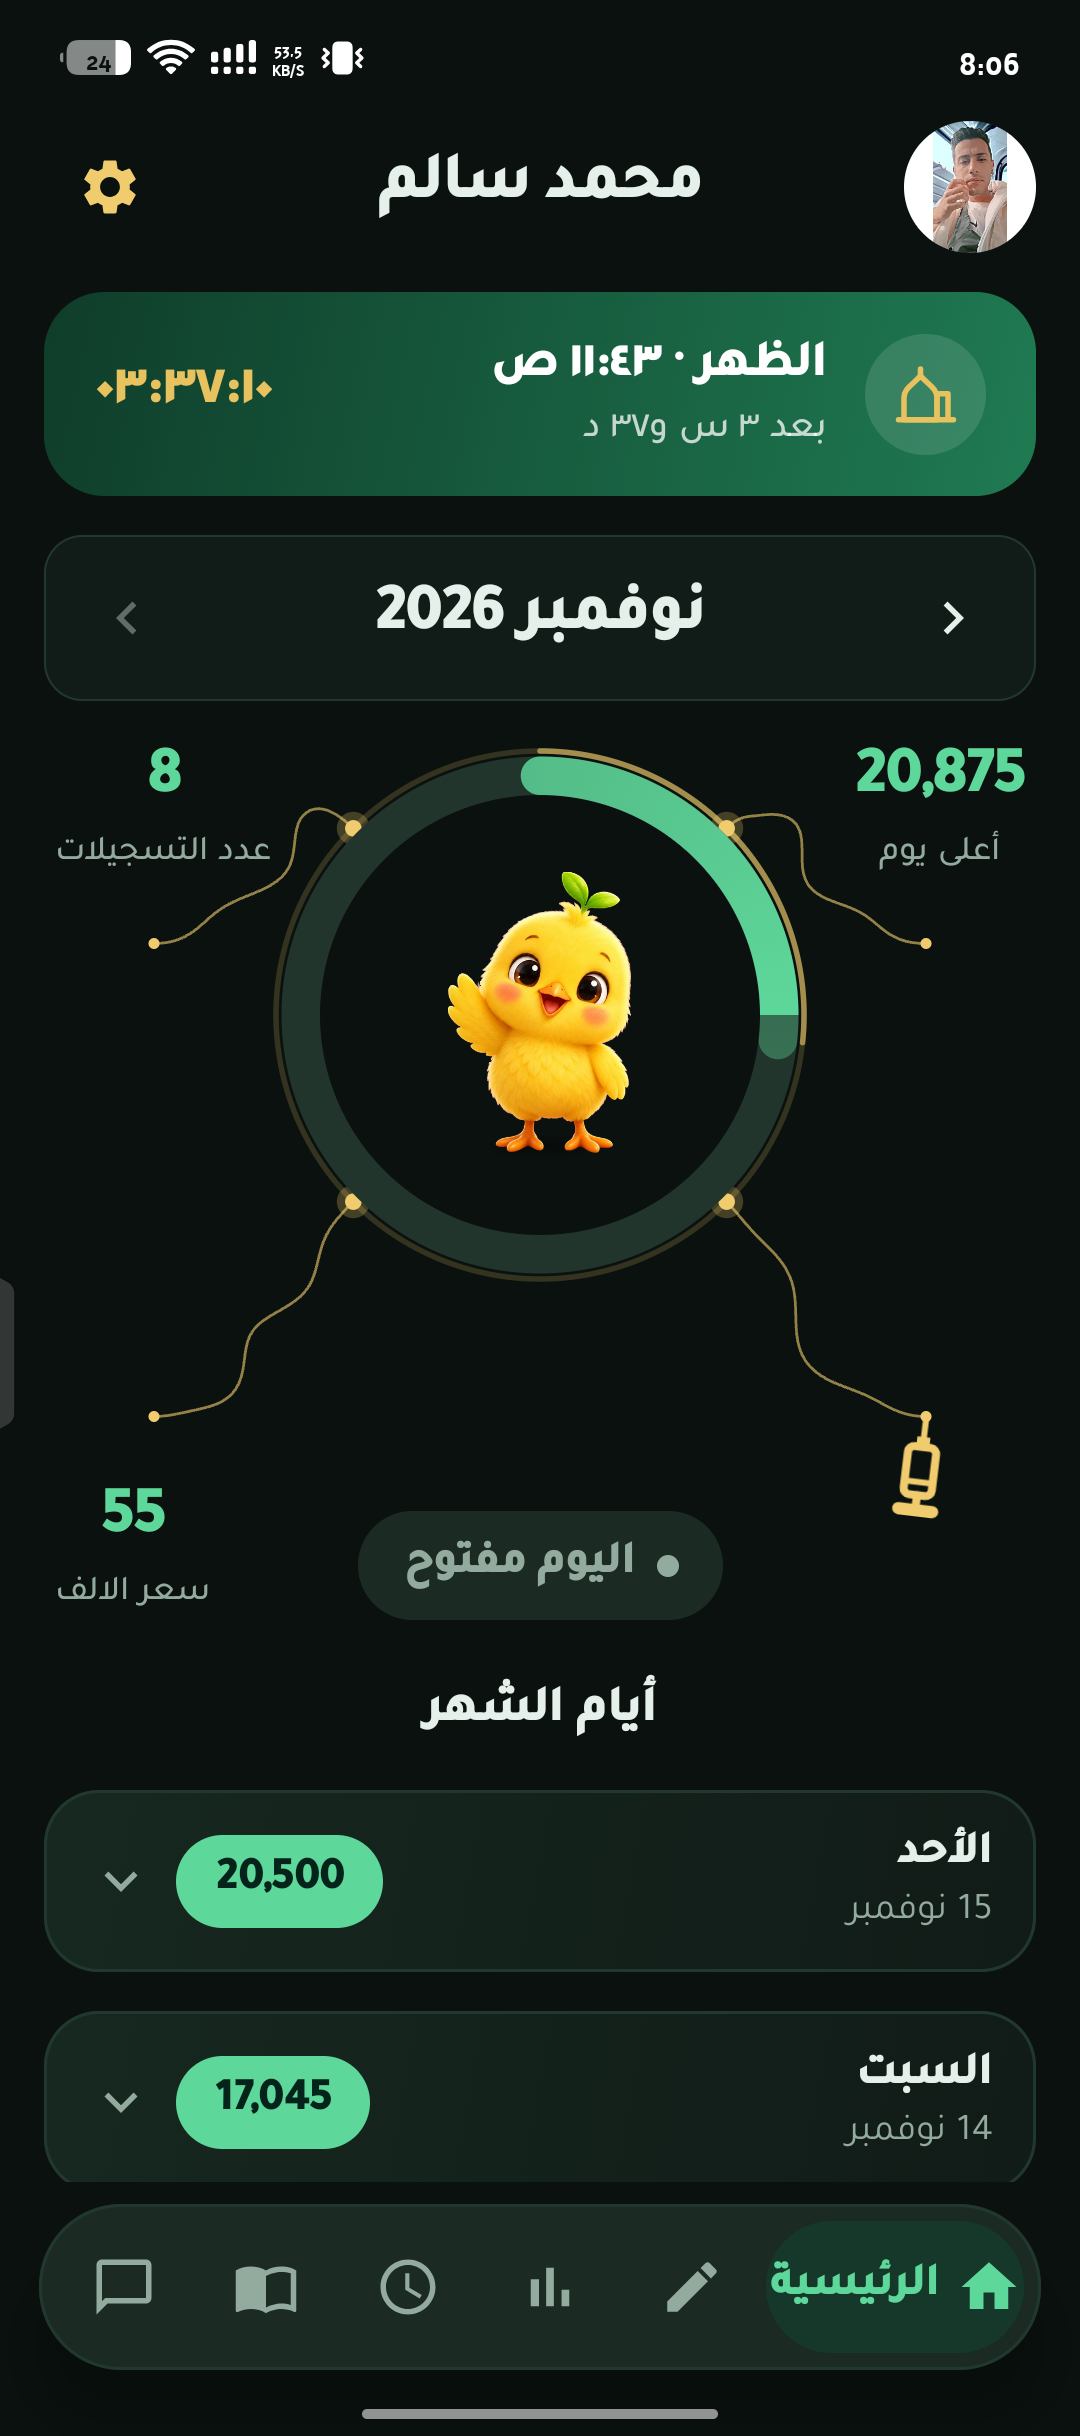 8:06
53.5
KB/S
24
محمد سالم
الظهر · ١١:٤٣ ص
بعد ٣ س و٣٧ د
٠٣:٣٧:١٠
نوفمبر 2026
20,875
أعلى يوم
8
عدد التسجيلات
55
سعر الالف
اليوم مفتوح
أيام الشهر
الأحد
15 نوفمبر
20,500
السبت
14 نوفمبر
17,045
الرئيسية